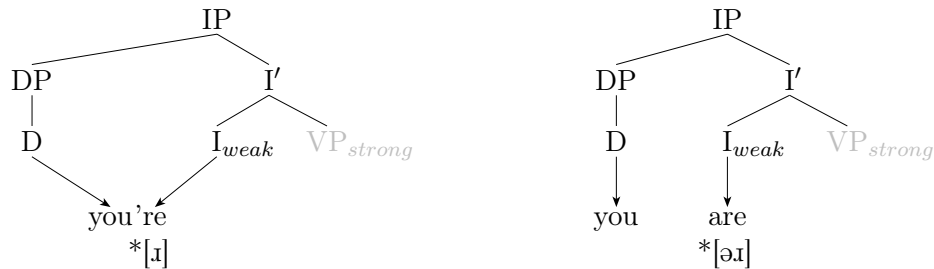 IP IP
DP I′ DP I′
D I_weak VP_strong D I_weak VP_strong
you're you are
*[ɹ] *[əɹ]